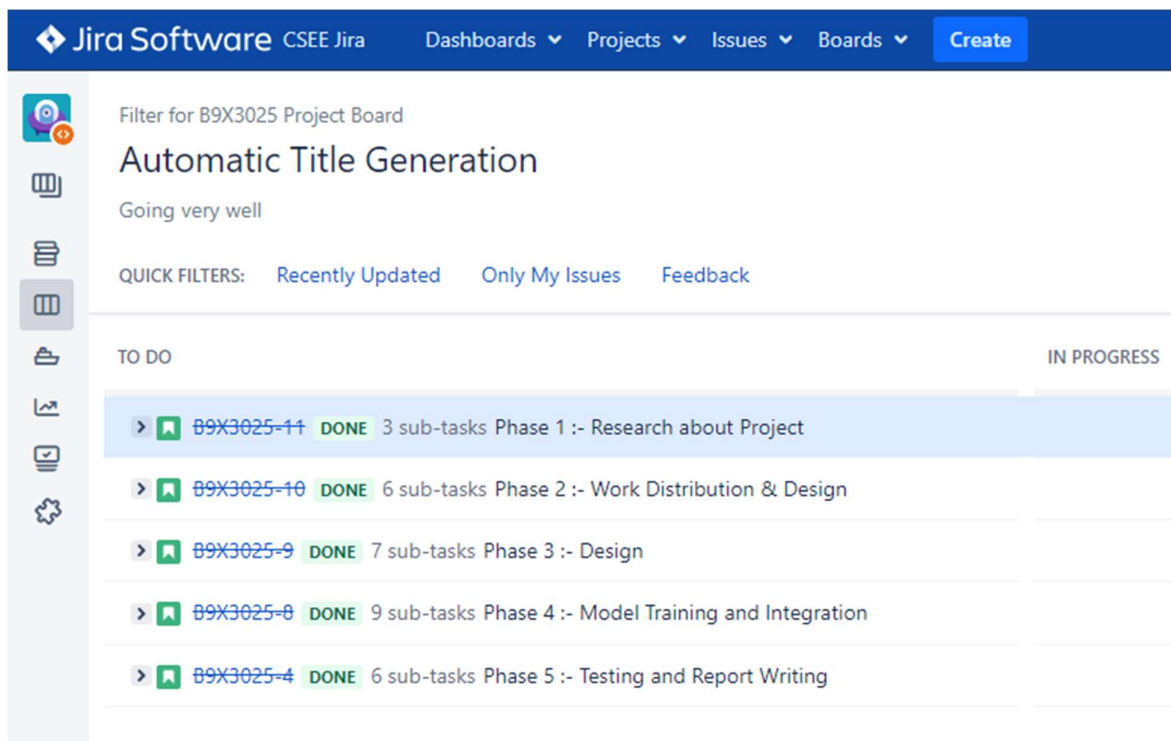 Jira Software CSEE Jira Dashboards Projects Issues Boards Create
Filter for B9X3025 Project Board
Automatic Title Generation
Going very well
QUICK FILTERS: Recently Updated Only My Issues Feedback
TO DO IN PROGRESS
B9X3025-11 DONE 3 sub-tasks Phase 1 :- Research about Project
B9X3025-10 DONE 6 sub-tasks Phase 2 :- Work Distribution & Design
B9X3025-9 DONE 7 sub-tasks Phase 3 :- Design
B9X3025-8 DONE 9 sub-tasks Phase 4 :- Model Training and Integration
B9X3025-4 DONE 6 sub-tasks Phase 5 :- Testing and Report Writing